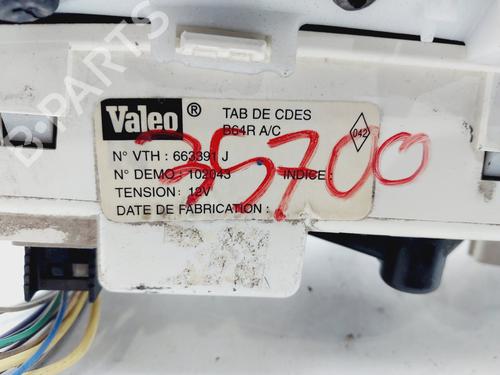 Valeo ®
TAB DE CDES
B64R A/C
042
N° VTH : 663391 J
N° DEMO : 102043
INDICE :
TENSION : 12V
DATE DE FABRICATION :
35700
B-PARTS